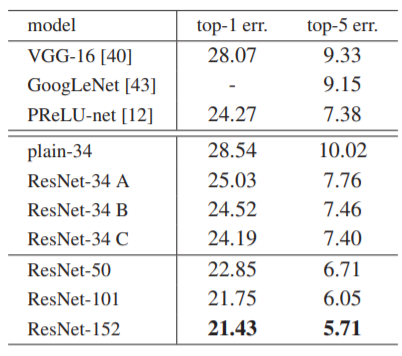 model top-1 err. top-5 err.
VGG-16 [40] 28.07 9.33
GoogLeNet [43] - 9.15
PReLU-net [12] 24.27 7.38
plain-34 28.54 10.02
ResNet-34 A 25.03 7.76
ResNet-34 B 24.52 7.46
ResNet-34 C 24.19 7.40
ResNet-50 22.85 6.71
ResNet-101 21.75 6.05
ResNet-152 21.43 5.71